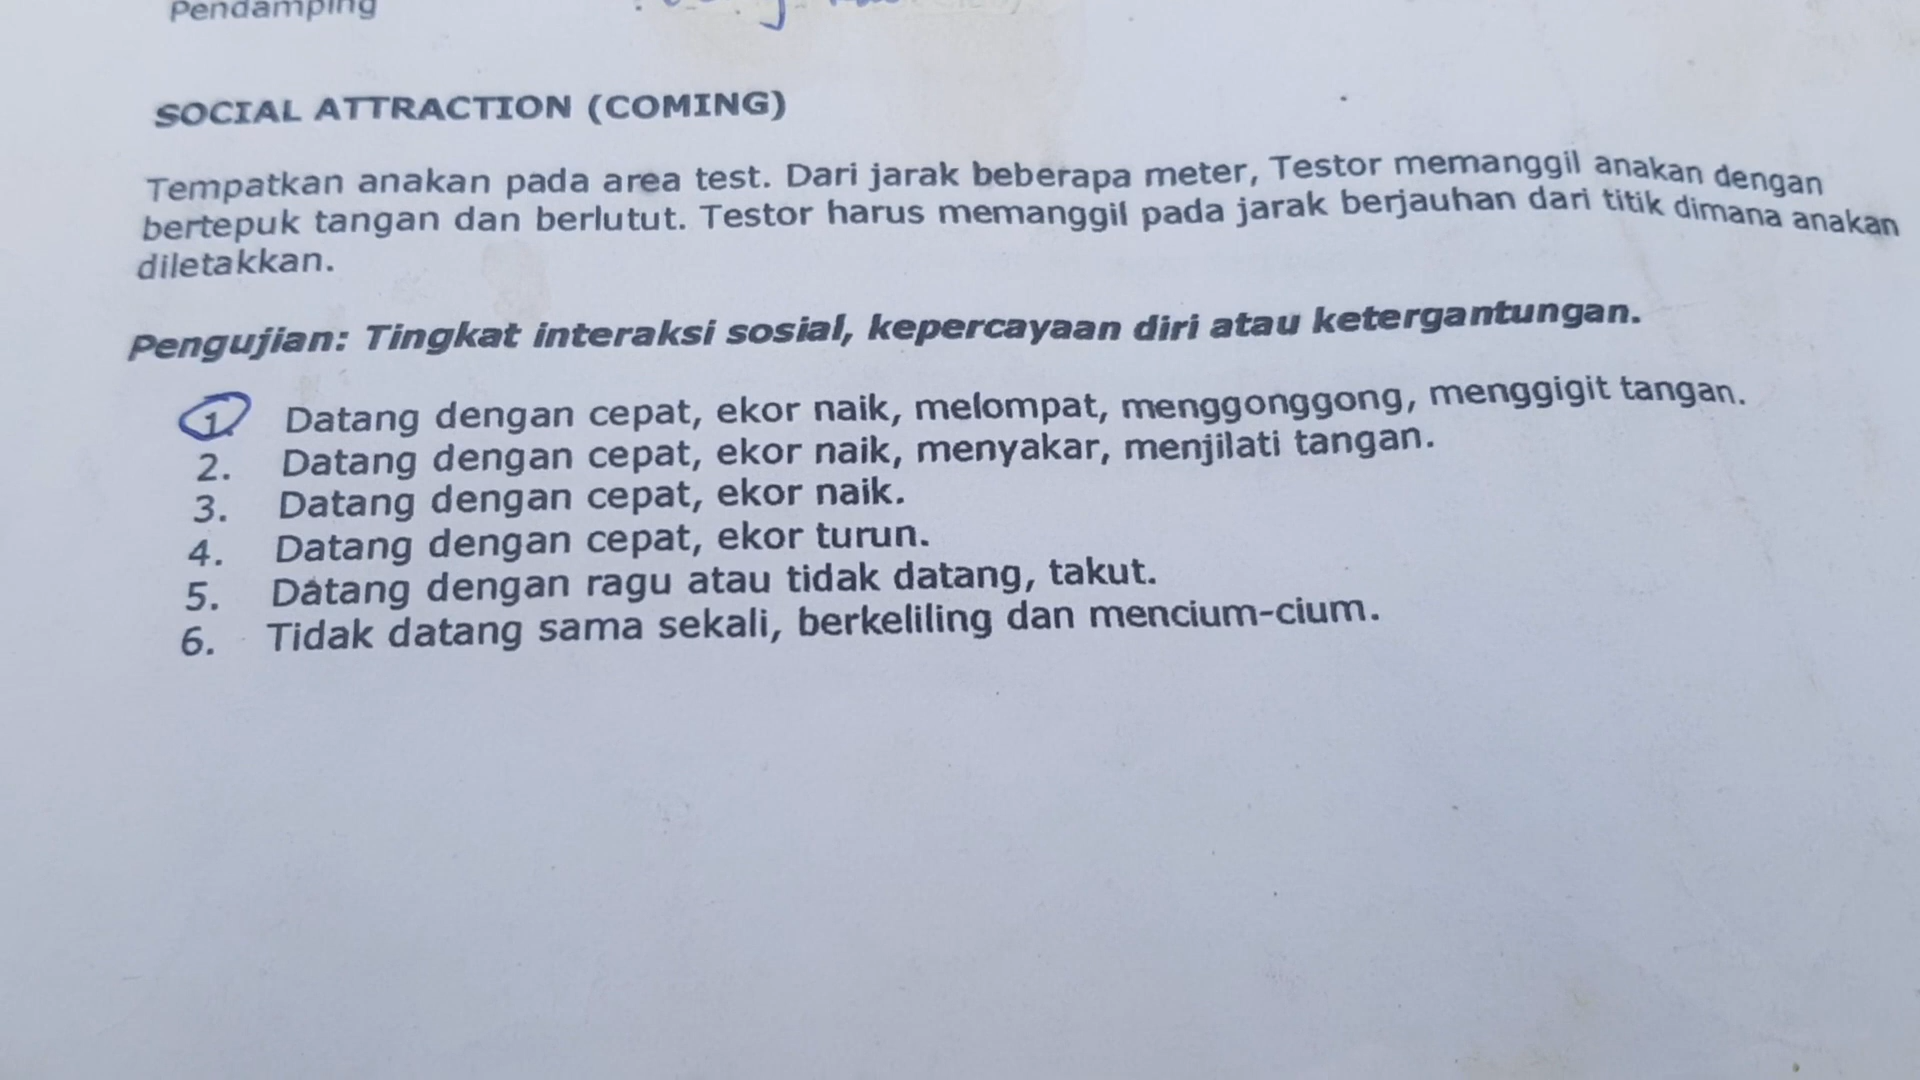 Pendamping :
SOCIAL ATTRACTION (COMING)
Tempatkan anakan pada area test. Dari jarak beberapa meter, Testor memanggil anakan dengan
bertepuk tangan dan berlutut. Testor harus memanggil pada jarak berjauhan dari titik dimana anakan
diletakkan.
Pengujian: Tingkat interaksi sosial, kepercayaan diri atau ketergantungan.
1. Datang dengan cepat, ekor naik, melompat, menggonggong, menggigit tangan.
2. Datang dengan cepat, ekor naik, menyakar, menjilati tangan.
3. Datang dengan cepat, ekor naik.
4. Datang dengan cepat, ekor turun.
5. Datang dengan ragu atau tidak datang, takut.
6. Tidak datang sama sekali, berkeliling dan mencium-cium.